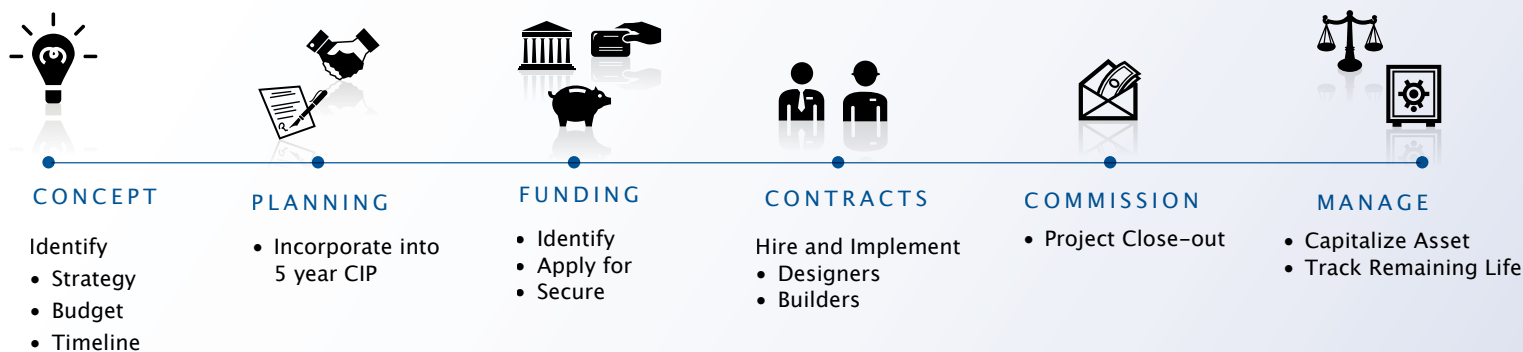 CONCEPT
Identify
• Strategy
• Budget
• Timeline
PLANNING
• Incorporate into
5 year CIP
FUNDING
• Identify
• Apply for
• Secure
CONTRACTS
Hire and Implement
• Designers
• Builders
COMMISSION
• Project Close-out
MANAGE
• Capitalize Asset
• Track Remaining Life